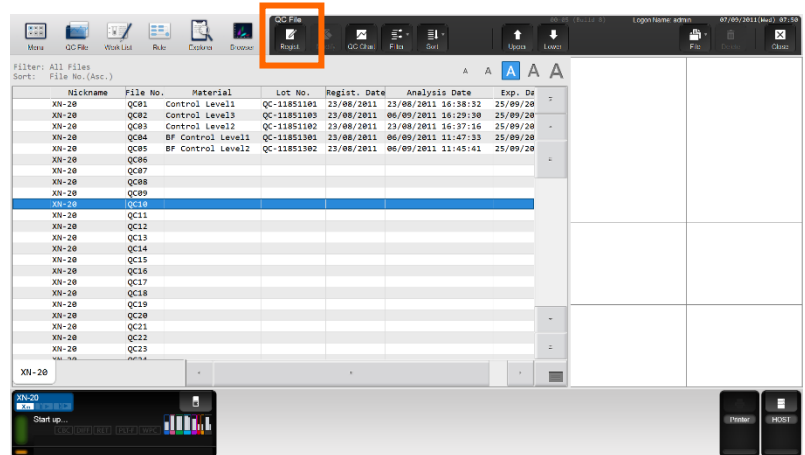 QC File
(Build 8) Logon Name: admin 07/09/2011(Wed) 07:50
Menu QC File Work List Rule Explorer Browser Regist. QC Chart Filter Sort Upper Lower File Delete Close
Filter: All Files
Sort: File No.(Asc.)
A A A A A
Nickname File No. Material Lot No. Regist. Date Analysis Date Exp. Da
XN-20 QC01 Control Level1 QC-11851101 23/08/2011 23/08/2011 16:38:32 25/09/20
XN-20 QC02 Control Level3 QC-11851103 23/08/2011 06/09/2011 16:29:30 25/09/20
XN-20 QC03 Control Level2 QC-11851102 23/08/2011 23/08/2011 16:37:16 25/09/20
XN-20 QC04 BF Control Level1 QC-11851301 23/08/2011 06/09/2011 11:47:33 25/09/20
XN-20 QC05 BF Control Level2 QC-11851302 23/08/2011 06/09/2011 11:45:41 25/09/20
XN-20 QC06
XN-20 QC07
XN-20 QC08
XN-20 QC09
XN-20 QC10
XN-20 QC11
XN-20 QC12
XN-20 QC13
XN-20 QC14
XN-20 QC15
XN-20 QC16
XN-20 QC17
XN-20 QC18
XN-20 QC19
XN-20 QC20
XN-20 QC21
XN-20 QC22
XN-20 QC23
XN-20 QC24
XN-20
XN-20
Start up...
CBC DIFF RET PLT-F WPC
Printer HOST